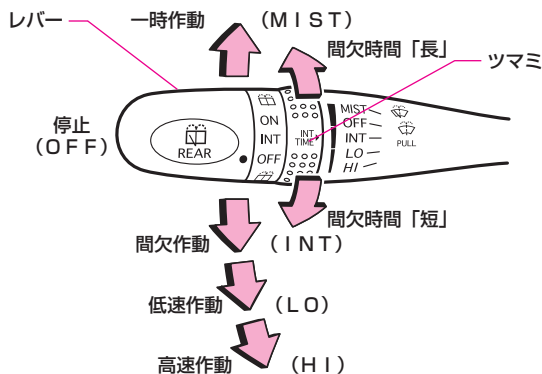 レバー
一時作動
(MIST)
間欠時間「長」
ツマミ
停止
(OFF)
REAR
ON
INT
OFF
INT
TIME
MIST
OFF
INT
LO
HI
PULL
間欠時間「短」
間欠作動
(INT)
低速作動
(LO)
高速作動
(HI)